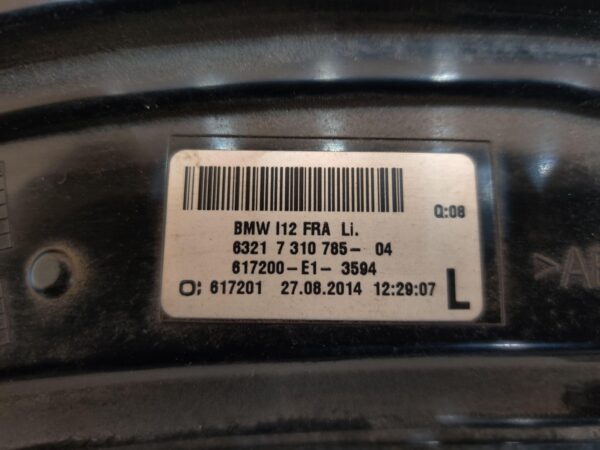 Q:08
BMW I12 FRA Li.
6321 7 310 785- 04
617200-E1- 3594
617201 27.08.2014 12:29:07 L